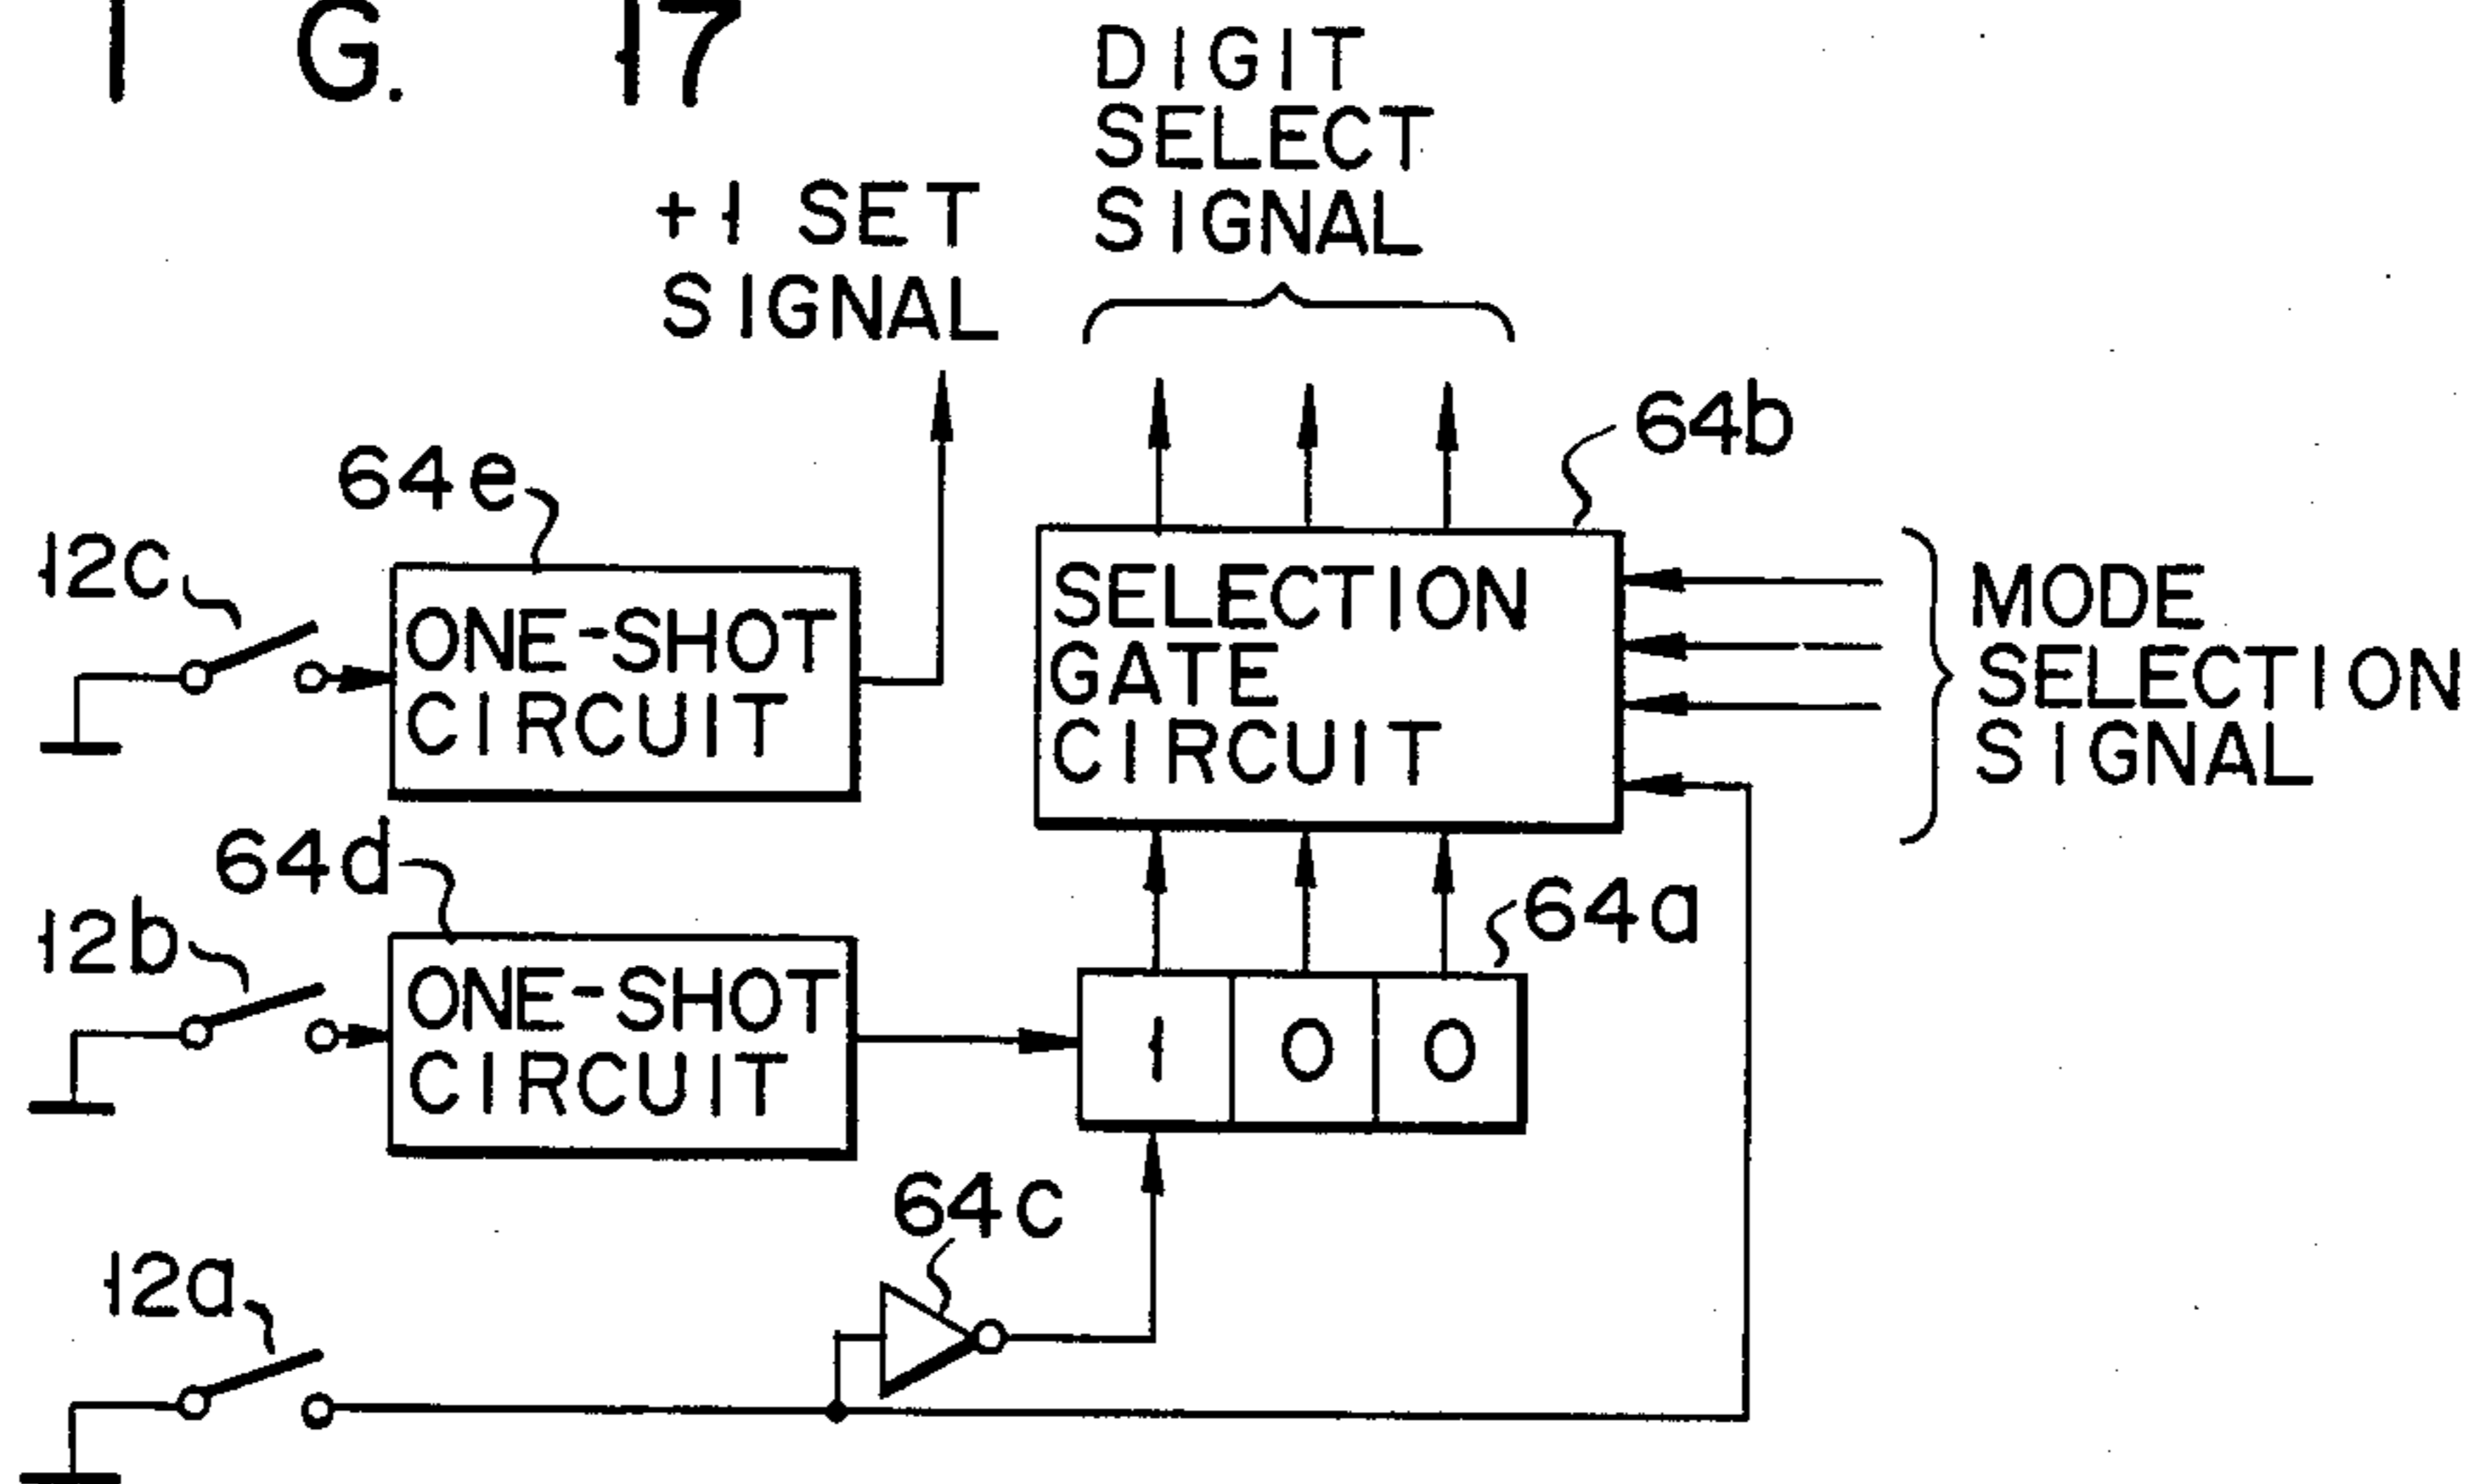 I G. 17
DIGIT
SELECT
SIGNAL
+1 SET
SIGNAL
64b
64e
12c
ONE-SHOT
CIRCUIT
SELECTION
GATE
CIRCUIT
MODE
SELECTION
SIGNAL
64d
64a
12b
ONE-SHOT
CIRCUIT
1 0 0
64c
12a